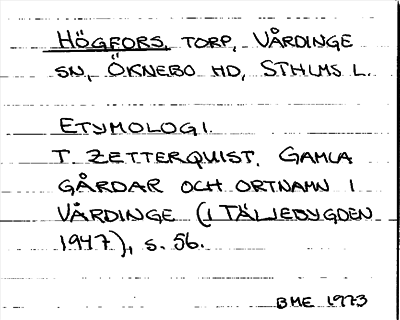 HÖGFORS, TORP, VÅRDINGE
SN, ÖKNEBO HD, STHLMS L.
ETYMOLOGI.
T. ZETTERQUIST, GAMLA
GÅRDAR OCH ORTNAMN I
VÅRDINGE (I TÄLJEBYGDEN
1947), S. 56.
BME 1973